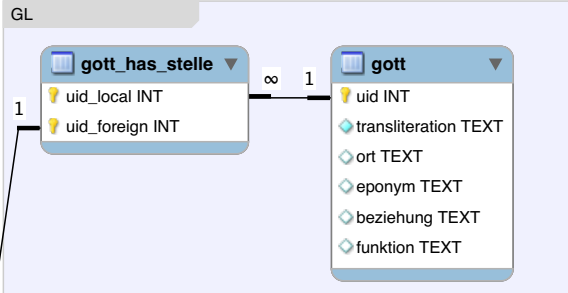 GL
gott_has_stelle
uid_local INT
uid_foreign INT
1
∞
1
gott
uid INT
transliteration TEXT
ort TEXT
eponym TEXT
beziehung TEXT
funktion TEXT